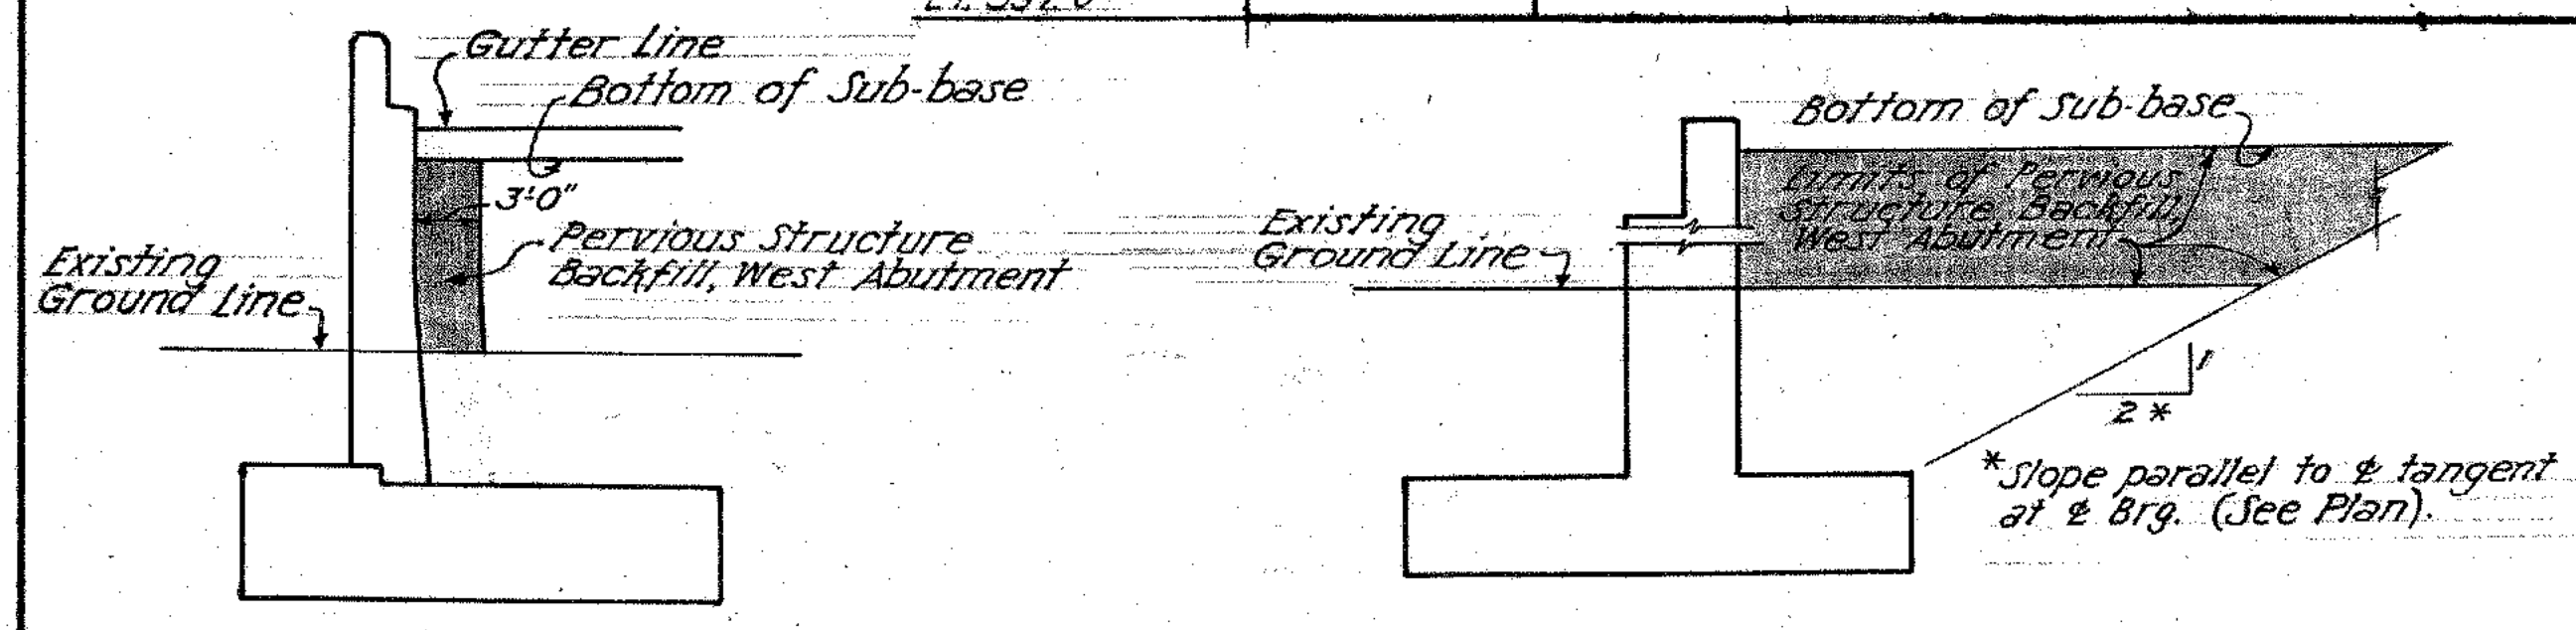 Gutter Line
Bottom of Sub-base
3'-0"
Pervious Structure
Backfill, West Abutment
Existing
Ground Line
Bottom of Sub-base
Limits of Pervious
Structure Backfill,
West Abutment
Existing
Ground Line
1
2 *
*Slope parallel to ℄ tangent
at ℄ Brg. (See Plan).